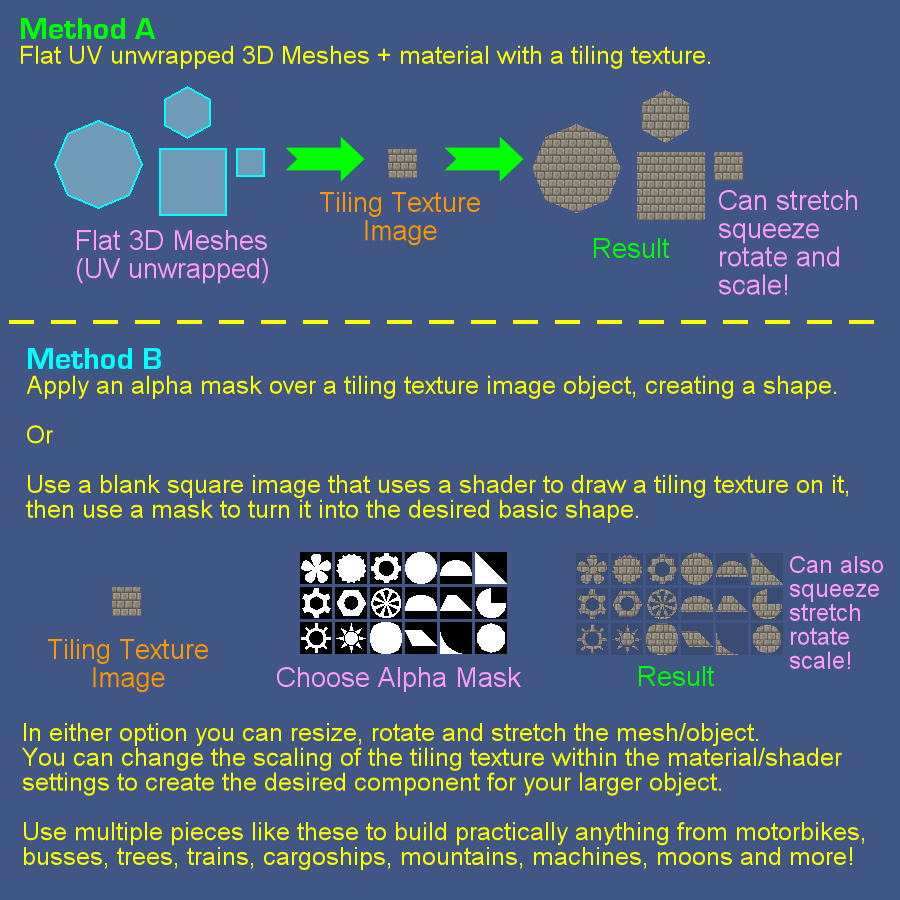 Method A
Flat UV unwrapped 3D Meshes + material with a tiling texture.
Flat 3D Meshes
(UV unwrapped)
Tiling Texture
Image
Result
Can stretch
squeeze
rotate and
scale!
Method B
Apply an alpha mask over a tiling texture image object, creating a shape.
Or
Use a blank square image that uses a shader to draw a tiling texture on it,
then use a mask to turn it into the desired basic shape.
Tiling Texture
Image
Choose Alpha Mask
Result
Can also
squeeze
stretch
rotate
scale!
In either option you can resize, rotate and stretch the mesh/object.
You can change the scaling of the tiling texture within the material/shader
settings to create the desired component for your larger object.
Use multiple pieces like these to build practically anything from motorbikes,
busses, trees, trains, cargoships, mountains, machines, moons and more!